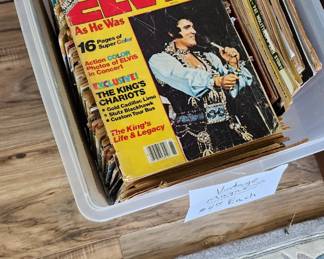 ELVIS
As He Was
16 Pages of
Super Color
Action COLOR
Photos of ELVIS
in Concert
EXCLUSIVE!
THE KING'S
CHARIOTS
• Gold Cadillac Limo
• Stutz Blackhawk
• Custom Tour Bus
The King's
Life & Legacy
Vintage
Magazines
Each